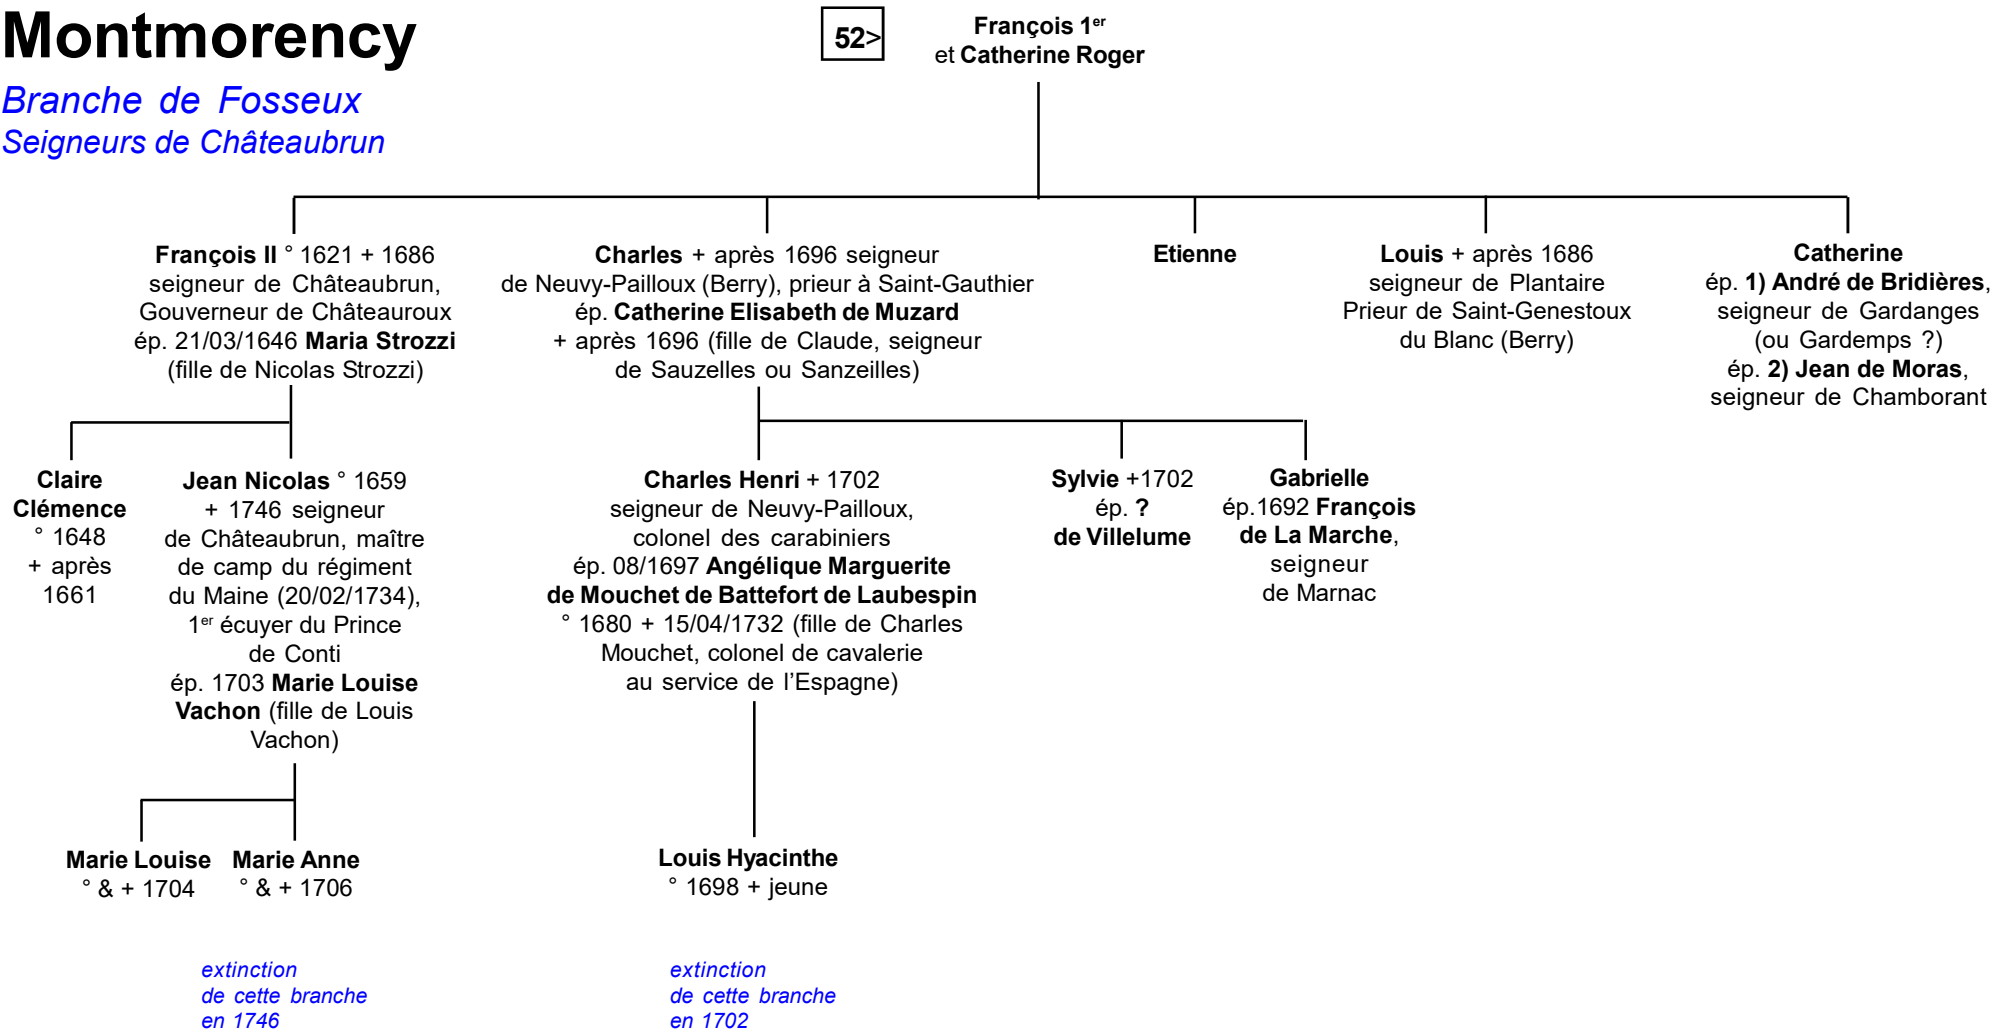 Montmorency
Branche de Fosseux
Seigneurs de Châteaubrun
52>
François 1er
et Catherine Roger
François II ° 1621 + 1686
seigneur de Châteaubrun,
Gouverneur de Châteauroux
ép. 21/03/1646 Maria Strozzi
(fille de Nicolas Strozzi)
Charles + après 1696 seigneur
de Neuvy-Pailloux (Berry), prieur à Saint-Gauthier
ép. Catherine Elisabeth de Muzard
+ après 1696 (fille de Claude, seigneur
de Sauzelles ou Sanzeilles)
Etienne
Louis + après 1686
seigneur de Plantaire
Prieur de Saint-Genestoux
du Blanc (Berry)
Catherine
ép. 1) André de Bridières,
seigneur de Gardanges
(ou Gardemps ?)
ép. 2) Jean de Moras,
seigneur de Chamborant
Claire
Clémence
° 1648
+ après
1661
Jean Nicolas ° 1659
+ 1746 seigneur
de Châteaubrun, maître
de camp du régiment
du Maine (20/02/1734),
1er écuyer du Prince
de Conti
ép. 1703 Marie Louise
Vachon (fille de Louis
Vachon)
Charles Henri + 1702
seigneur de Neuvy-Pailloux,
colonel des carabiniers
ép. 08/1697 Angélique Marguerite
de Mouchet de Battefort de Laubespin
° 1680 + 15/04/1732 (fille de Charles
Mouchet, colonel de cavalerie
au service de l'Espagne)
Sylvie +1702
ép. ?
de Villelume
Gabrielle
ép.1692 François
de La Marche,
seigneur
de Marnac
Marie Louise
° & + 1704
Marie Anne
° & + 1706
Louis Hyacinthe
° 1698 + jeune
extinction
de cette branche
en 1746
extinction
de cette branche
en 1702